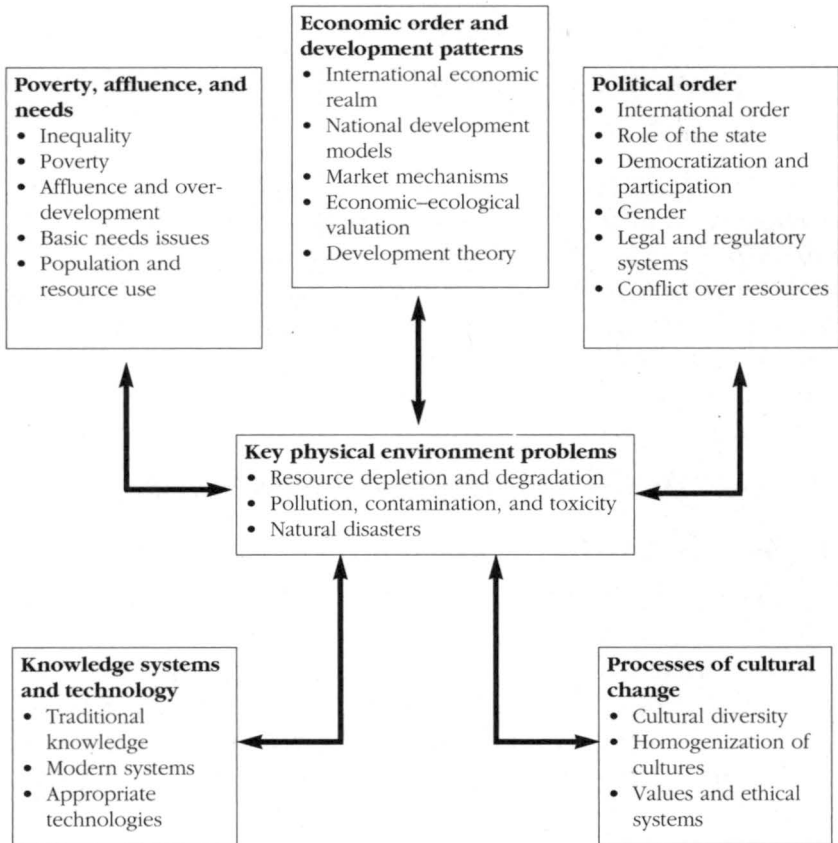 Economic order and
development patterns
• International economic
realm
• National development
models
• Market mechanisms
• Economic–ecological
valuation
• Development theory
Poverty, affluence, and
needs
• Inequality
• Poverty
• Affluence and over-
development
• Basic needs issues
• Population and
resource use
Political order
• International order
• Role of the state
• Democratization and
participation
• Gender
• Legal and regulatory
systems
• Conflict over resources
Key physical environment problems
• Resource depletion and degradation
• Pollution, contamination, and toxicity
• Natural disasters
Knowledge systems
and technology
• Traditional
knowledge
• Modern systems
• Appropriate
technologies
Processes of cultural
change
• Cultural diversity
• Homogenization of
cultures
• Values and ethical
systems